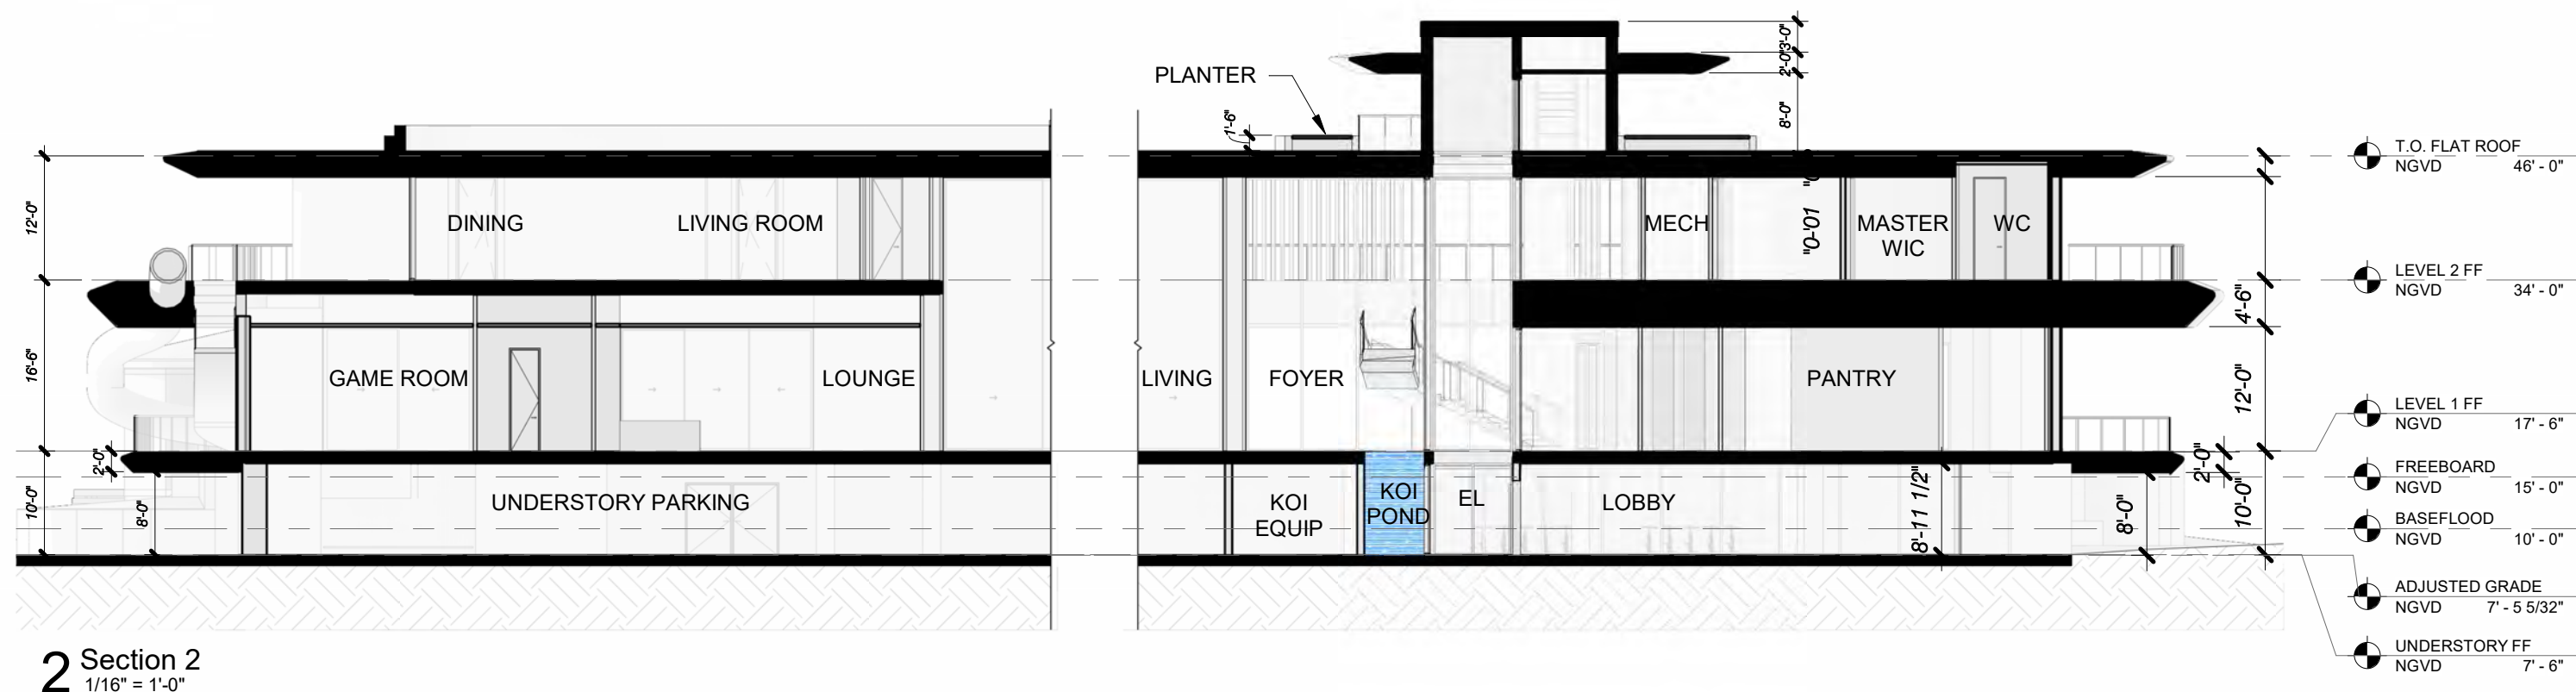 3'-0"
2'-0"
8'-0"
PLANTER
1'-6"
T.O. FLAT ROOF
NGVD 46' - 0"
12'-0"
DINING
LIVING ROOM
MECH
10'-0"
MASTER
WIC
WC
LEVEL 2 FF
NGVD 34' - 0"
4'-6"
16'-6"
GAME ROOM
LOUNGE
LIVING
FOYER
PANTRY
12'-0"
LEVEL 1 FF
NGVD 17' - 6"
2'-0"
2'-0"
FREEBOARD
NGVD 15' - 0"
10'-0"
8'-0"
UNDERSTORY PARKING
KOI
EQUIP
KOI
POND
EL
LOBBY
8'-11 1/2"
8'-0"
10'-0"
BASEFLOOD
NGVD 10' - 0"
ADJUSTED GRADE
NGVD 7' - 5 5/32"
UNDERSTORY FF
NGVD 7' - 6"
2 Section 2
1/16" = 1'-0"